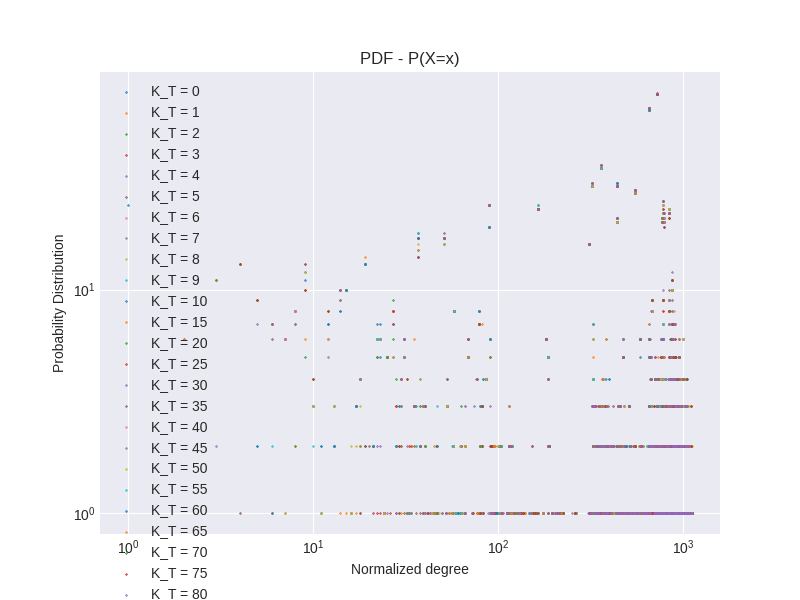 PDF - P(X=x)
K_T = 0
K_T = 1
K_T = 2
K_T = 3
K_T = 4
K_T = 5
K_T = 6
K_T = 7
K_T = 8
K_T = 9
K_T = 10
K_T = 15
K_T = 20
K_T = 25
K_T = 30
K_T = 35
K_T = 40
K_T = 45
K_T = 50
K_T = 55
K_T = 60
K_T = 65
K_T = 70
K_T = 75
K_T = 80
Probability Distribution
10¹
10⁰
10⁰ 10¹ 10² 10³
Normalized degree